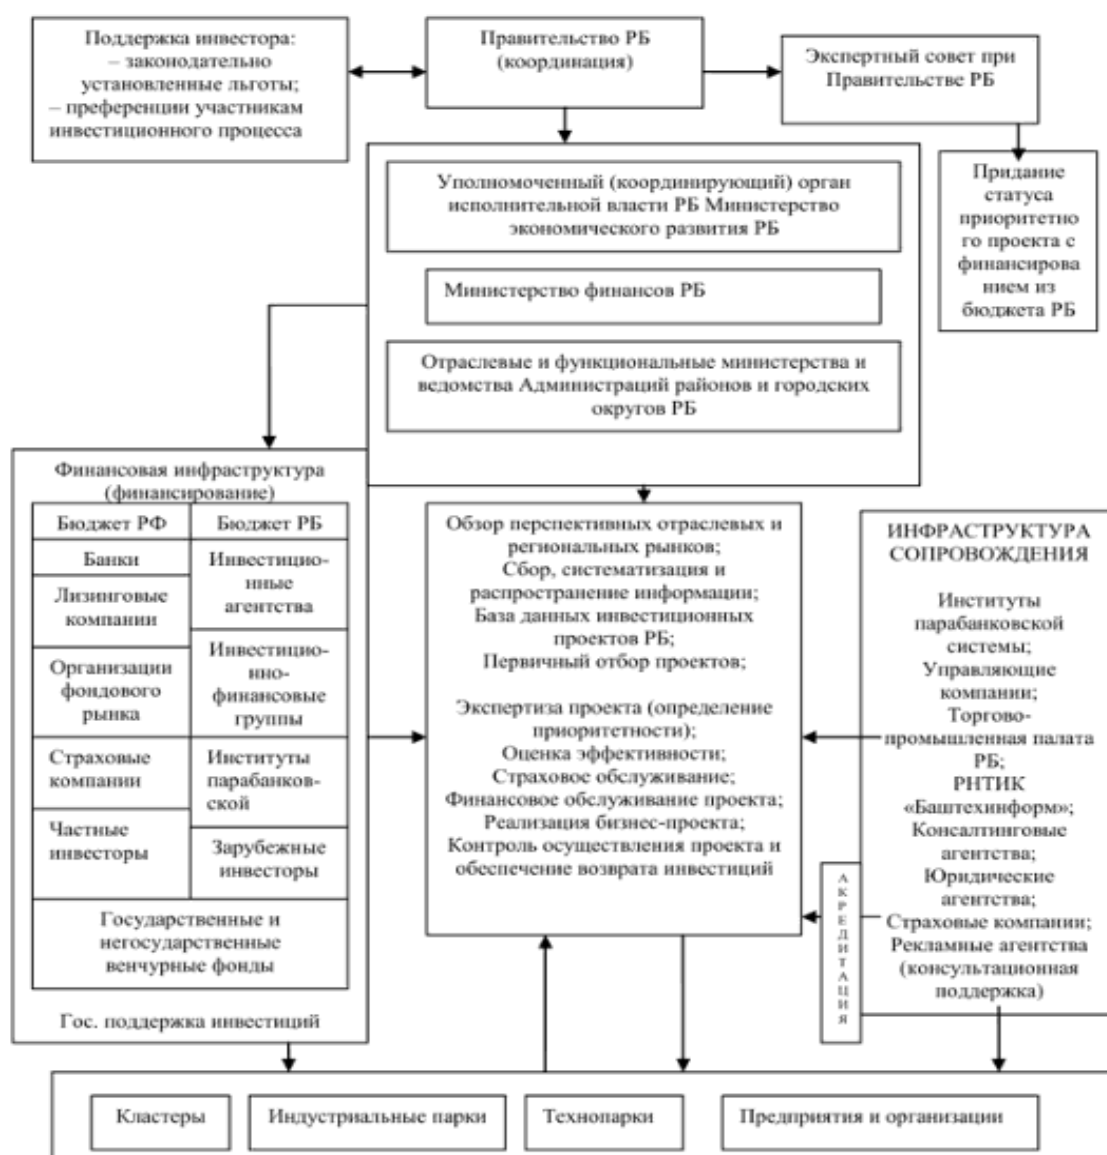 Поддержка инвестора:
– законодательно
установленные льготы;
– преференции участникам
инвестиционного процесса
Правительство РБ
(координация)
Экспертный совет при
Правительстве РБ
Придание
статуса
приоритетно
го проекта с
финансирова
нием из
бюджета РБ
Уполномоченный (координирующий) орган
исполнительной власти РБ Министерство
экономического развития РБ
Министерство финансов РБ
Отраслевые и функциональные министерства и
ведомства Администраций районов и городских
округов РБ
Финансовая инфраструктура
(финансирование)
Бюджет РФ
Банки
Лизинговые
компании
Организации
фондового
рынка
Страховые
компании
Частные
инвесторы
Бюджет РБ
Инвестицио-
нные
агентства
Инвестицио-
нно-
финансовые
группы
Институты
парабанков-
ской
Зарубежные
инвесторы
Государственные и
негосударственные
венчурные фонды
Гос. поддержка инвестиций
Обзор перспективных отраслевых и
региональных рынков;
Сбор, систематизация и
распространение информации;
База данных инвестиционных
проектов РБ;
Первичный отбор проектов;
Экспертиза проекта (определение
приоритетности);
Оценка эффективности;
Страховое обслуживание;
Финансовое обслуживание проекта;
Реализация бизнес-проекта;
Контроль осуществления проекта и
обеспечение возврата инвестиций
АКРЕДИТАЦИЯ
ИНФРАСТРУКТУРА
СОПРОВОЖДЕНИЯ
Институты
парабанковской
системы;
Управляющие
компании;
Торгово-
промышленная палата
РБ;
РНТИК
«Баштехинформ»;
Консалтинговые
агентства;
Юридические
агентства;
Страховые компании;
Рекламные агентства
(консультационная
поддержка)
Кластеры
Индустриальные парки
Технопарки
Предприятия и организации